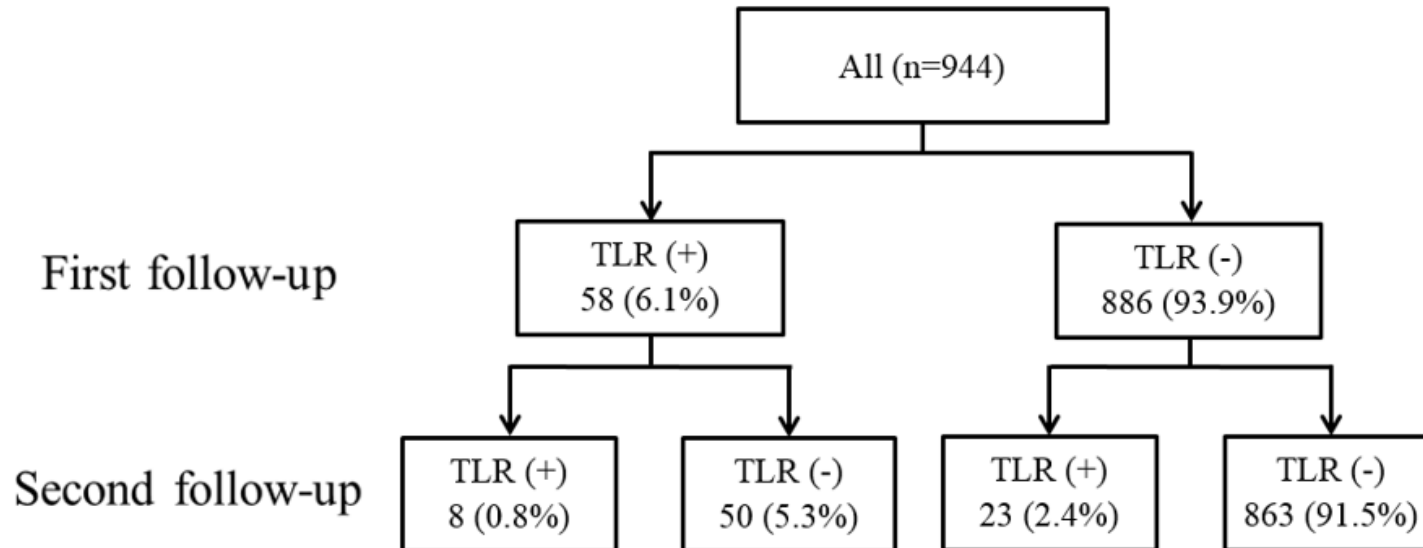 All (n=944)
First follow-up
TLR (+)
58 (6.1%)
TLR (-)
886 (93.9%)
Second follow-up
TLR (+)
8 (0.8%)
TLR (-)
50 (5.3%)
TLR (+)
23 (2.4%)
TLR (-)
863 (91.5%)